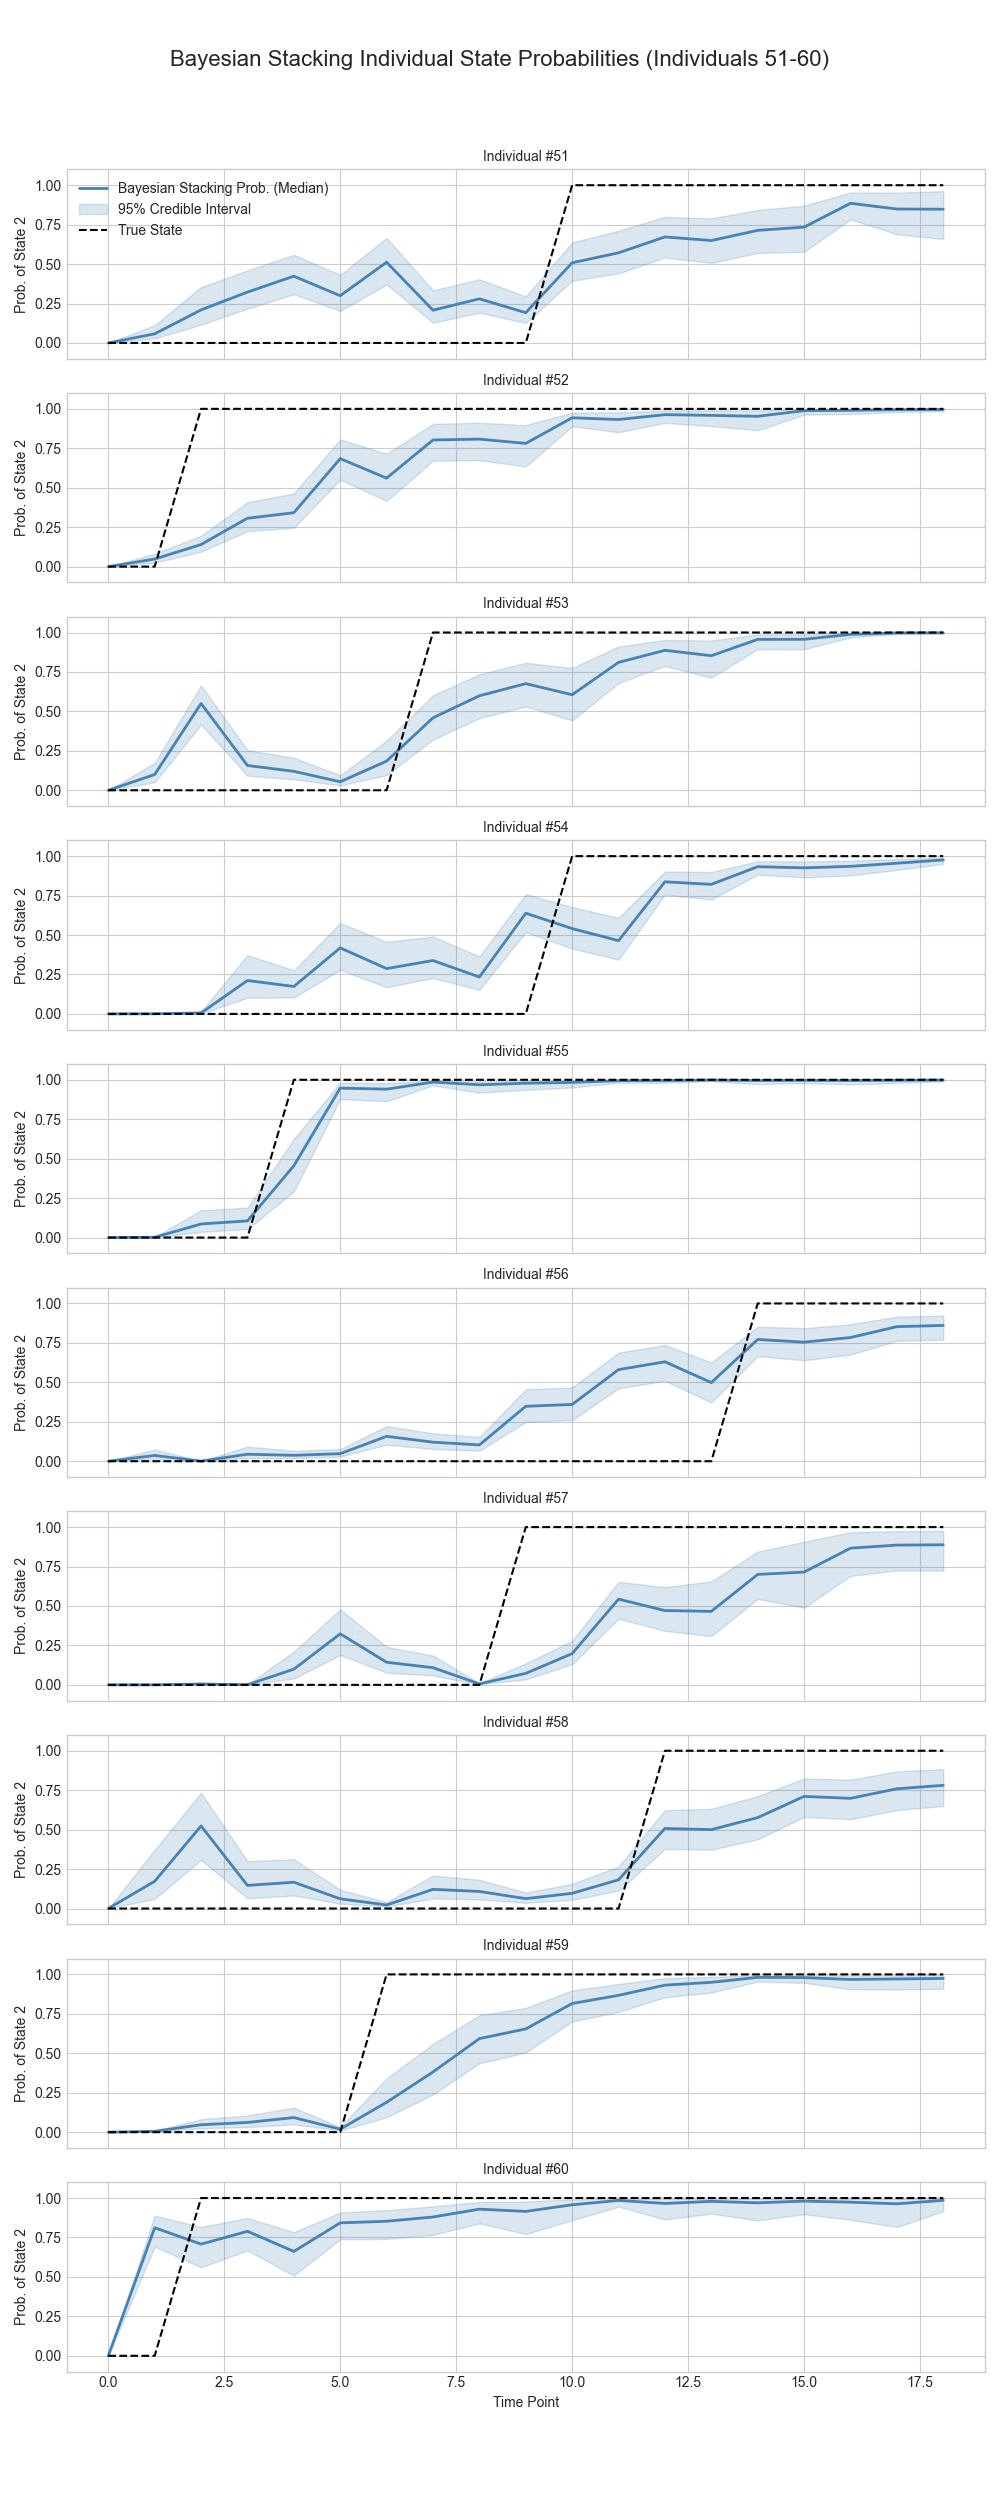 Bayesian Stacking Individual State Probabilities (Individuals 51-60)
Individual #51
Prob. of State 2
1.00
0.75
0.50
0.25
0.00
Bayesian Stacking Prob. (Median)
95% Credible Interval
True State
Individual #52
Prob. of State 2
1.00
0.75
0.50
0.25
0.00
Individual #53
Prob. of State 2
1.00
0.75
0.50
0.25
0.00
Individual #54
Prob. of State 2
1.00
0.75
0.50
0.25
0.00
Individual #55
Prob. of State 2
1.00
0.75
0.50
0.25
0.00
Individual #56
Prob. of State 2
1.00
0.75
0.50
0.25
0.00
Individual #57
Prob. of State 2
1.00
0.75
0.50
0.25
0.00
Individual #58
Prob. of State 2
1.00
0.75
0.50
0.25
0.00
Individual #59
Prob. of State 2
1.00
0.75
0.50
0.25
0.00
Individual #60
Prob. of State 2
1.00
0.75
0.50
0.25
0.00
0.0 2.5 5.0 7.5 10.0 12.5 15.0 17.5
Time Point